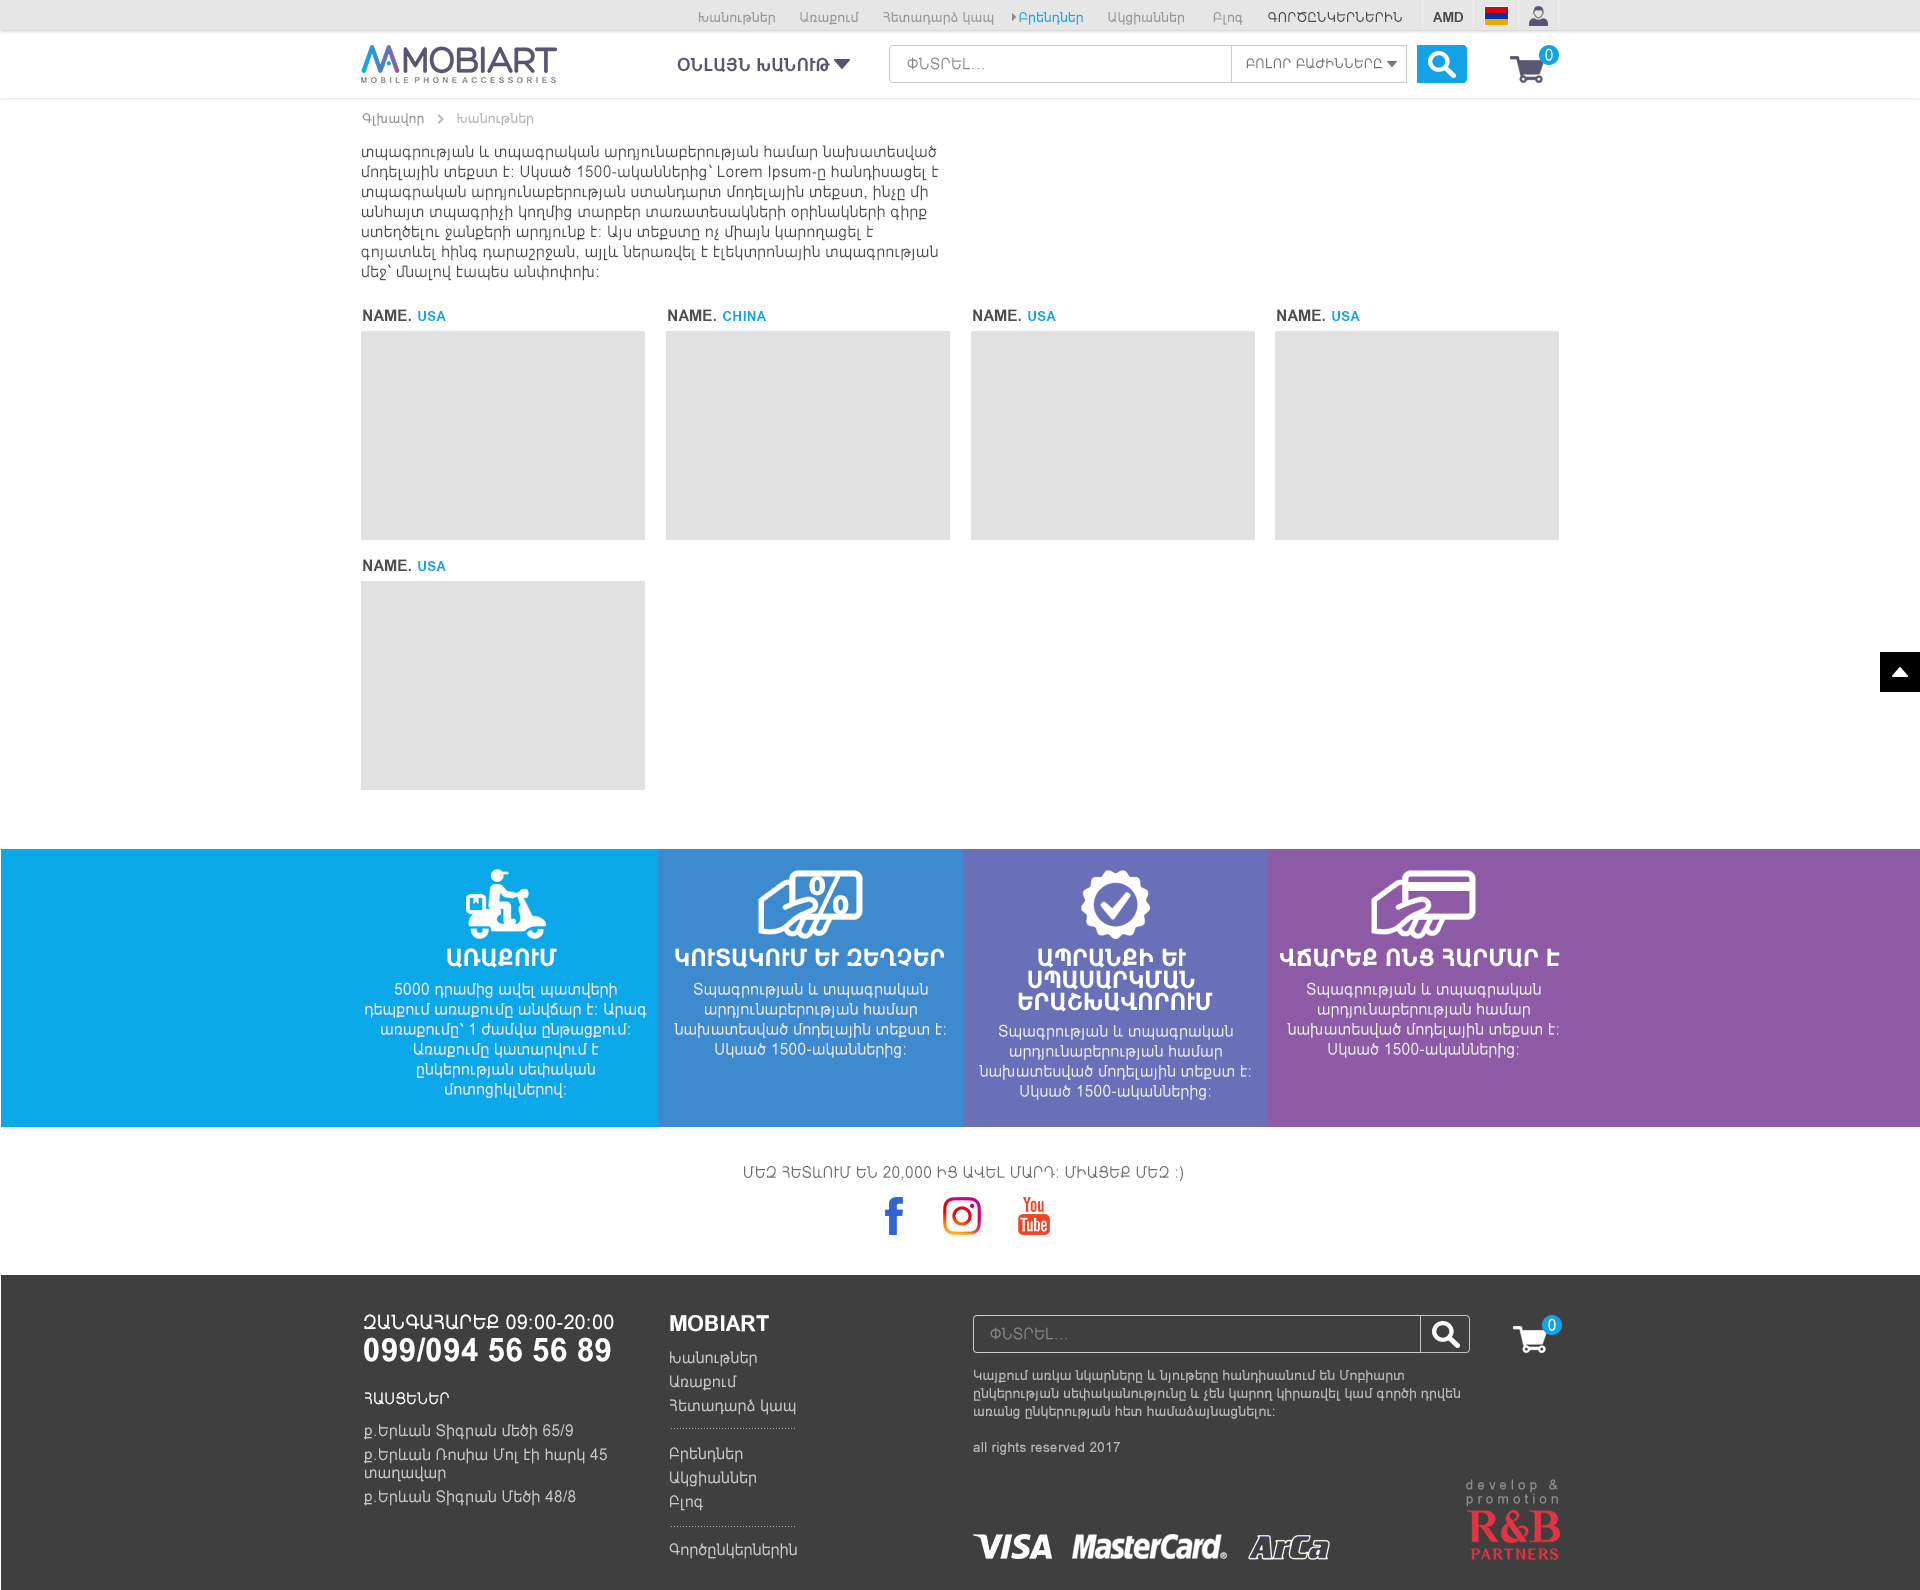 Խանութներ Առաքում Հետադարձ կապ Բրենդներ Ակցիաններ Բլոգ ԳՈՐԾԸՆԿԵՐՆԵՐԻՆ AMD
MOBIART
MOBILE PHONE ACCESSORIES
ՕՆԼԱՅՆ ԽԱՆՈՒԹ
ՓՆՏՐԵԼ...
ԲՈԼՈՐ ԲԱԺԻՆՆԵՐԸ
0
Գլխավոր Խանութներ
տպագրության և տպագրական արդյունաբերության համար նախատեսված
մոդելային տեքստ է: Սկսած 1500-ականներից՝ Lorem Ipsum-ը հանդիսացել է
տպագրական արդյունաբերության ստանդարտ մոդելային տեքստ, ինչը մի
անհայտ տպագրիչի կողմից տարբեր տառատեսակների օրինակների գիրք
ստեղծելու ջանքերի արդյունք է: Այս տեքստը ոչ միայն կարողացել է
գոյատևել հինգ դարաշրջան, այլև ներառվել է էլեկտրոնային տպագրության
մեջ՝ մնալով էապես անփոփոխ:
NAME. USA
NAME. CHINA
NAME. USA
NAME. USA
NAME. USA
ԱՌԱՔՈՒՄ
5000 դրամից ավել պատվերի
դեպքում առաքումը անվճար է: Արագ
առաքումը՝ 1 ժամվա ընթացքում:
Առաքումը կատարվում է
ընկերության սեփական
մոտոցիկլներով:
%
ԿՈՒՏԱԿՈՒՄ ԵՒ ԶԵՂՉԵՐ
Տպագրության և տպագրական
արդյունաբերության համար
նախատեսված մոդելային տեքստ է:
Սկսած 1500-ականներից:
ԱՊՐԱՆՔԻ ԵՒ
ՍՊԱՍԱՐԿՄԱՆ
ԵՐԱՇԽԱՎՈՐՈՒՄ
Տպագրության և տպագրական
արդյունաբերության համար
նախատեսված մոդելային տեքստ է:
Սկսած 1500-ականներից:
ՎՃԱՐԵՔ ՈՆՑ ՀԱՐՄԱՐ Է
Տպագրության և տպագրական
արդյունաբերության համար
նախատեսված մոդելային տեքստ է:
Սկսած 1500-ականներից:
ՄԵԶ ՀԵՏևՈՒՄ ԵՆ 20,000 ԻՑ ԱՎԵԼ ՄԱՐԴ: ՄԻԱՑԵՔ ՄԵԶ :)
You
Tube
ԶԱՆԳԱՀԱՐԵՔ 09:00-20:00
099/094 56 56 89
ՀԱՍՑԵՆԵՐ
ք.Երևան Տիգրան մեծի 65/9
ք.Երևան Ռոսիա Մոլ էի հարկ 45
տաղավար
ք.Երևան Տիգրան Մեծի 48/8
MOBIART
Խանութներ
Առաքում
Հետադարձ կապ
Բրենդներ
Ակցիաններ
Բլոգ
Գործընկերներին
ՓՆՏՐԵԼ...
0
Կայքում առկա նկարները և նյութերը հանդիսանում են Մոբիարտ
ընկերության սեփականությունը և չեն կարող կիրառվել կամ գործի դրվեն
առանց ընկերության հետ համաձայնացնելու:
all rights reserved 2017
VISA MasterCard® ArCa
develop &
promotion
R&B
PARTNERS